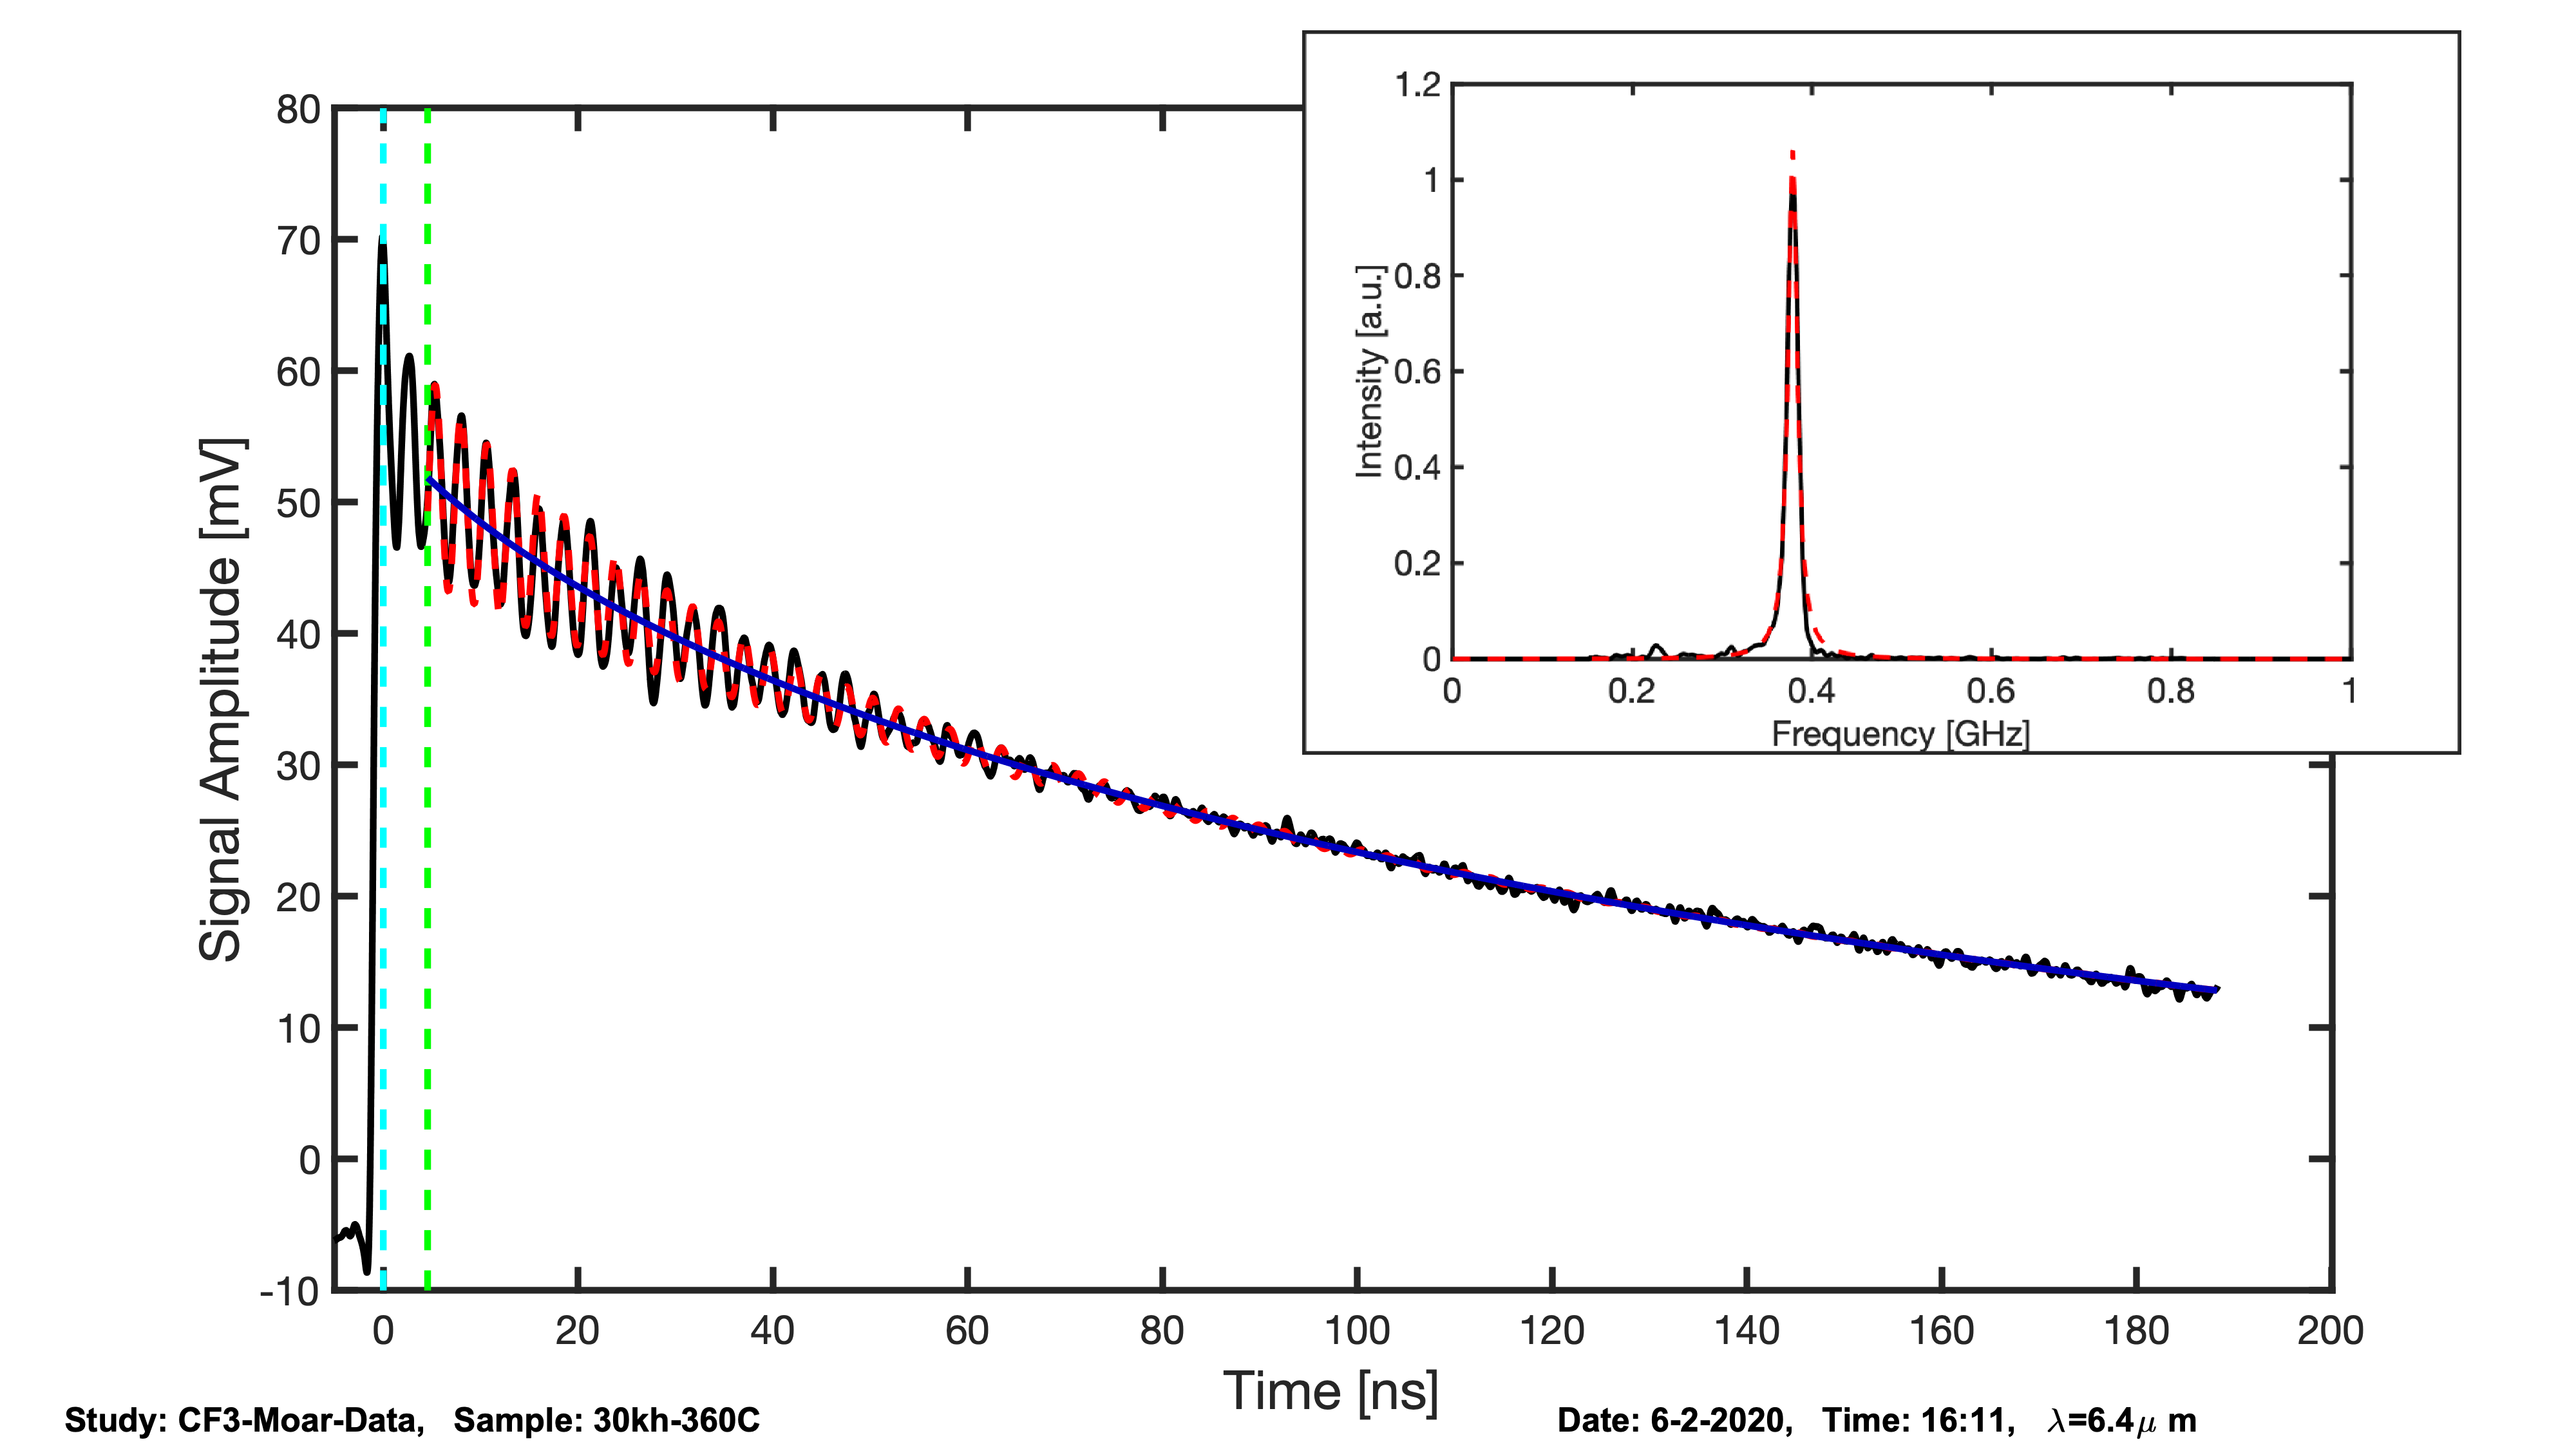 1.2
1
0.8
0.6
0.4
0.2
0
Intensity [a.u.]
0 0.2 0.4 0.6 0.8 1
Frequency [GHz]
80
70
60
50
40
30
20
10
0
-10
Signal Amplitude [mV]
0 20 40 60 80 100 120 140 160 180 200
Time [ns]
Study: CF3-Moar-Data, Sample: 30kh-360C
Date: 6-2-2020, Time: 16:11, λ=6.4μ m